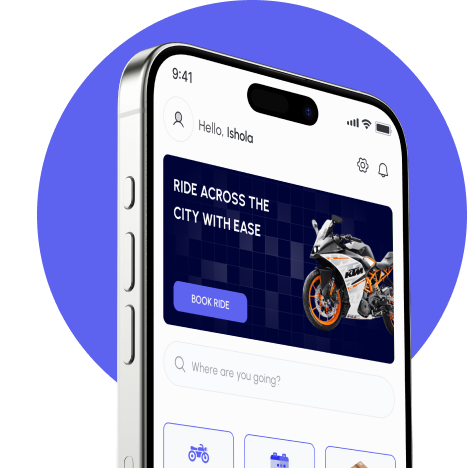 9:41
Hello, Ishola
RIDE ACROSS THE
CITY WITH EASE
KTM
BOOK RIDE
Where are you going?